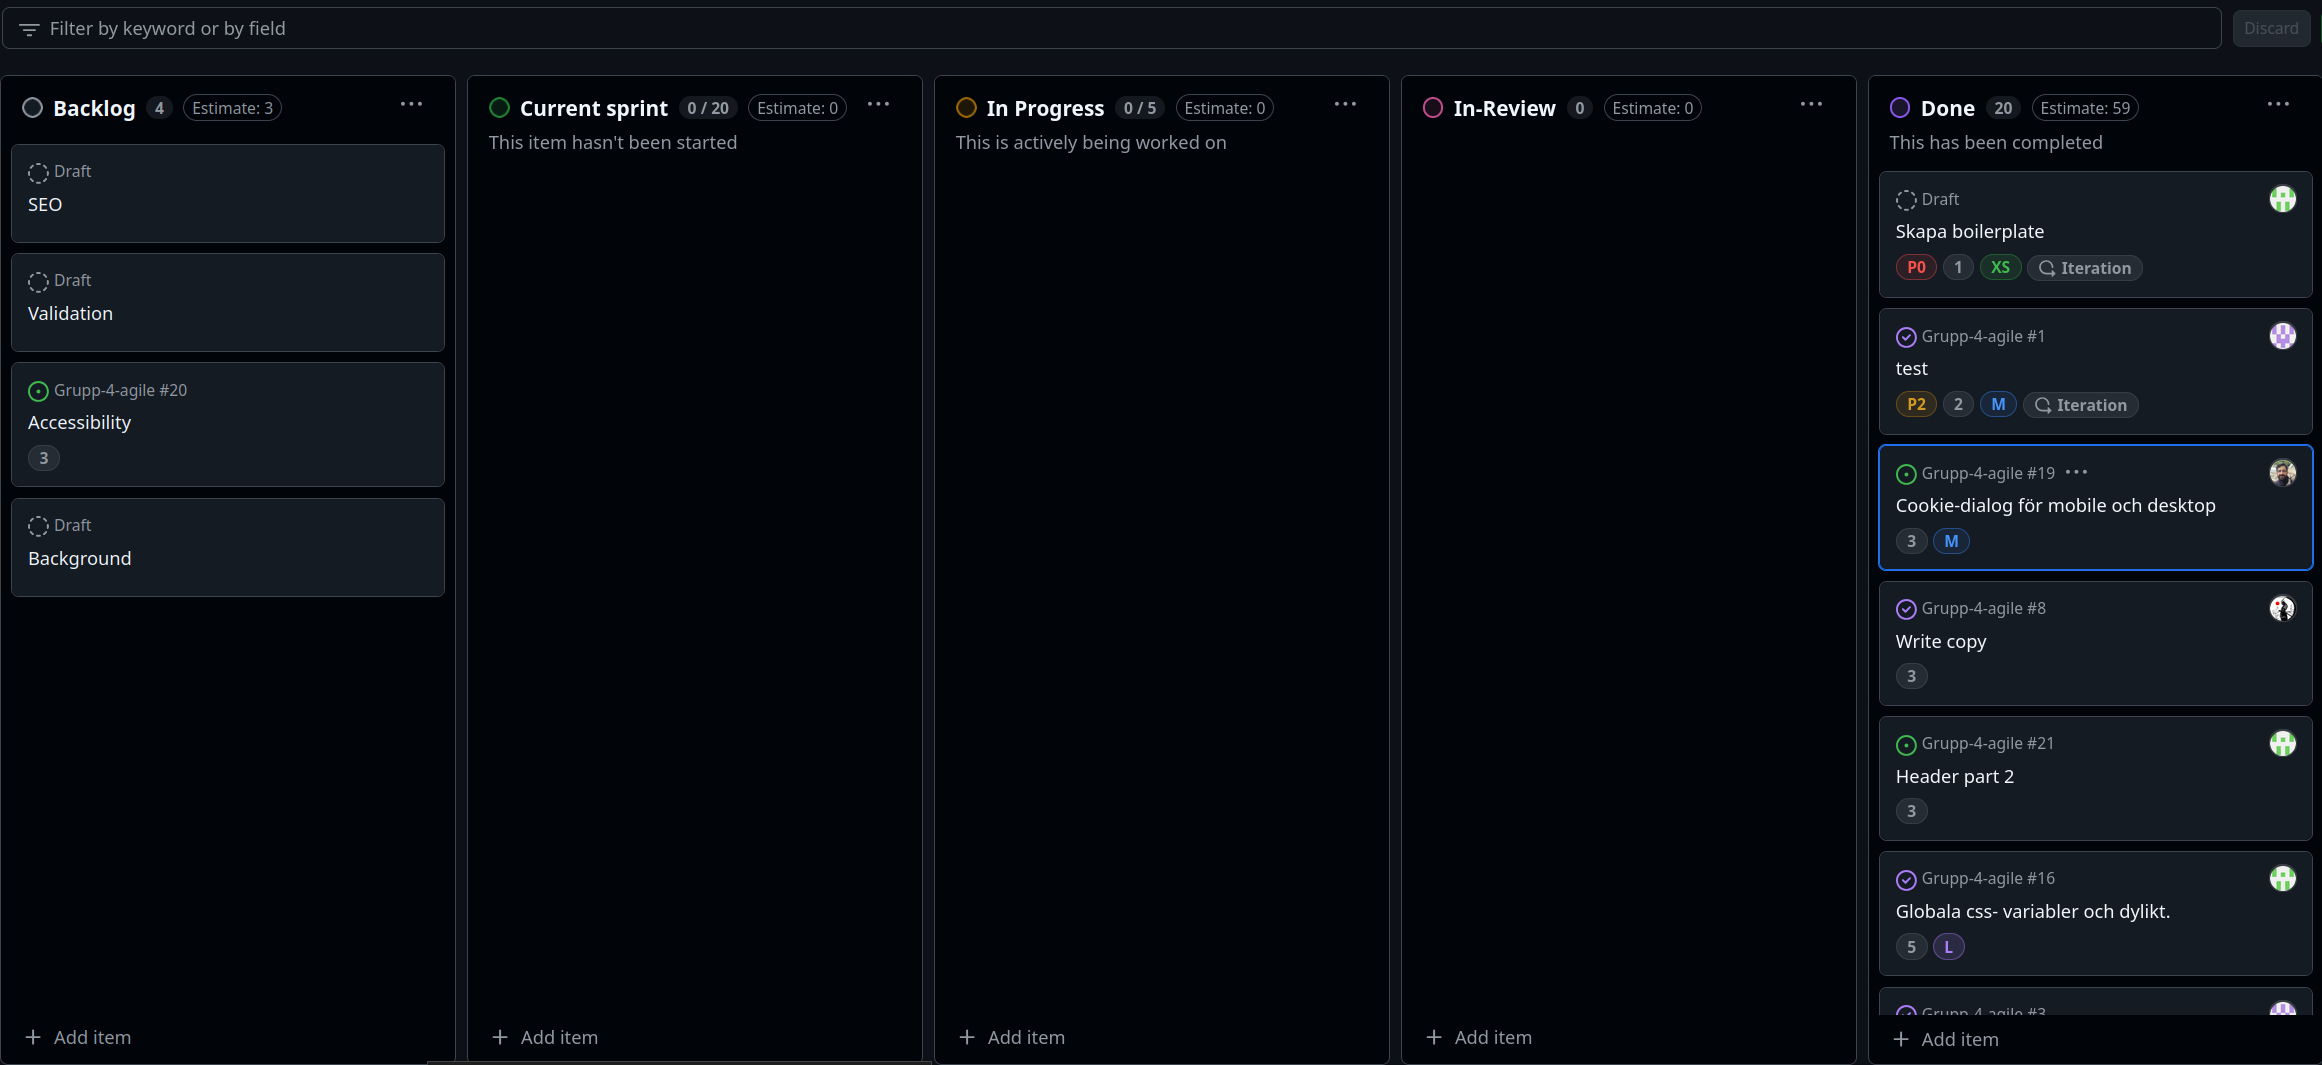 Filter by keyword or by field
Discard
Backlog 4 Estimate: 3
Draft
SEO
Draft
Validation
Grupp-4-agile #20
Accessibility
3
Draft
Background
Add item
Current sprint 0 / 20 Estimate: 0
This item hasn't been started
Add item
In Progress 0 / 5 Estimate: 0
This is actively being worked on
Add item
In-Review 0 Estimate: 0
Add item
Done 20 Estimate: 59
This has been completed
Draft
Skapa boilerplate
P0 1 XS Iteration
Grupp-4-agile #1
test
P2 2 M Iteration
Grupp-4-agile #19
Cookie-dialog för mobile och desktop
3 M
Grupp-4-agile #8
Write copy
3
Grupp-4-agile #21
Header part 2
3
Grupp-4-agile #16
Globala css- variabler och dylikt.
5 L
Grupp-4-agile #3
Add item